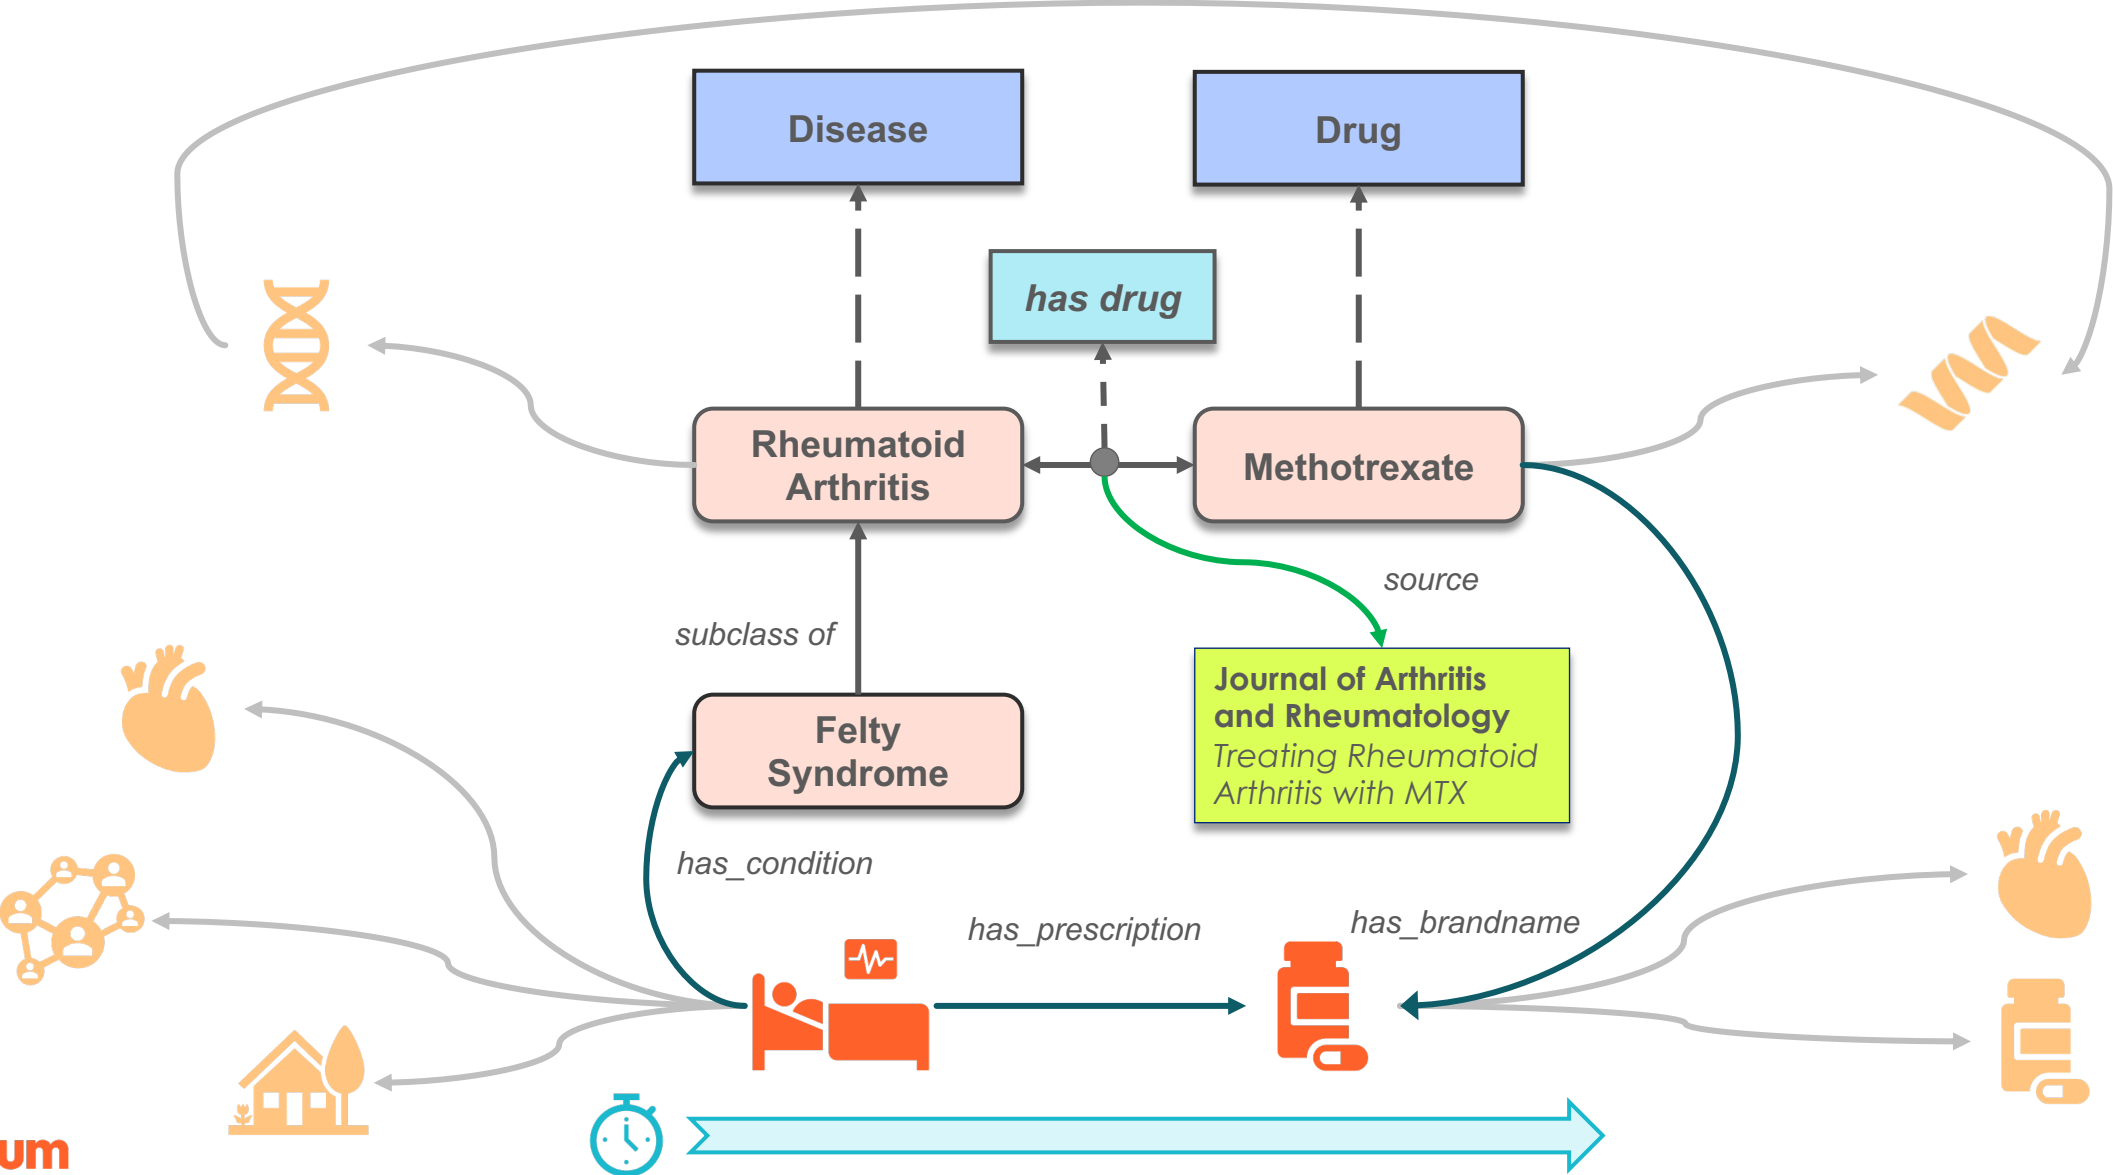 Disease
Drug
has drug
Rheumatoid
Arthritis
Methotrexate
source
subclass of
Journal of Arthritis
and Rheumatology
Treating Rheumatoid
Arthritis with MTX
Felty
Syndrome
has_condition
has_prescription
has_brandname
um